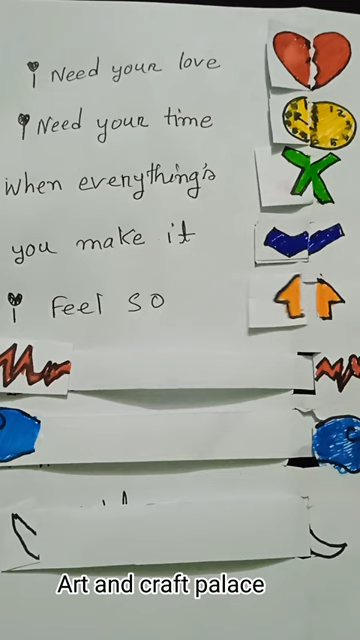 i Need your love
i Need your time
When everything's
you make it
i feel so
Art and craft palace